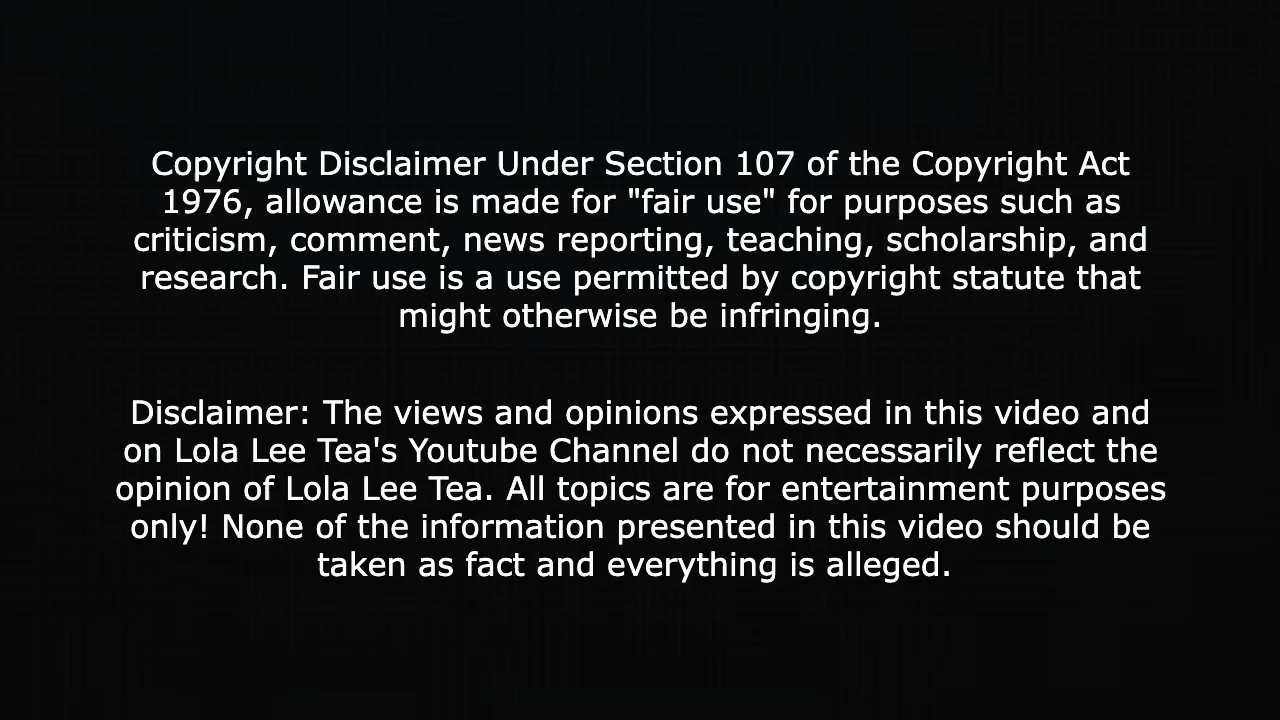 Copyright Disclaimer Under Section 107 of the Copyright Act
1976, allowance is made for "fair use" for purposes such as
criticism, comment, news reporting, teaching, scholarship, and
research. Fair use is a use permitted by copyright statute that
might otherwise be infringing.
Disclaimer: The views and opinions expressed in this video and
on Lola Lee Tea's Youtube Channel do not necessarily reflect the
opinion of Lola Lee Tea. All topics are for entertainment purposes
only! None of the information presented in this video should be
taken as fact and everything is alleged.